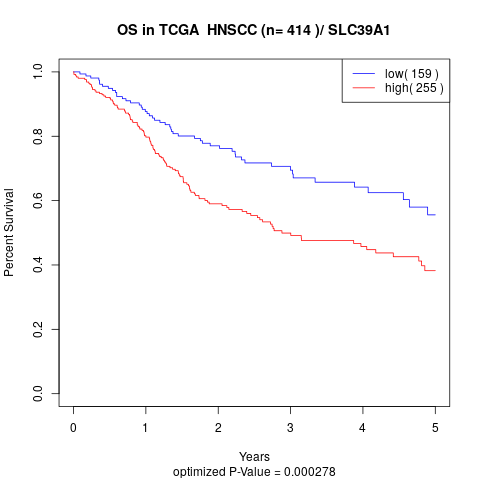 OS in TCGA HNSCC (n= 414 )/ SLC39A1
low( 159 )
high( 255 )
Percent Survival
1.0
0.8
0.6
0.4
0.2
0.0
0 1 2 3 4 5
Years
optimized P-Value = 0.000278